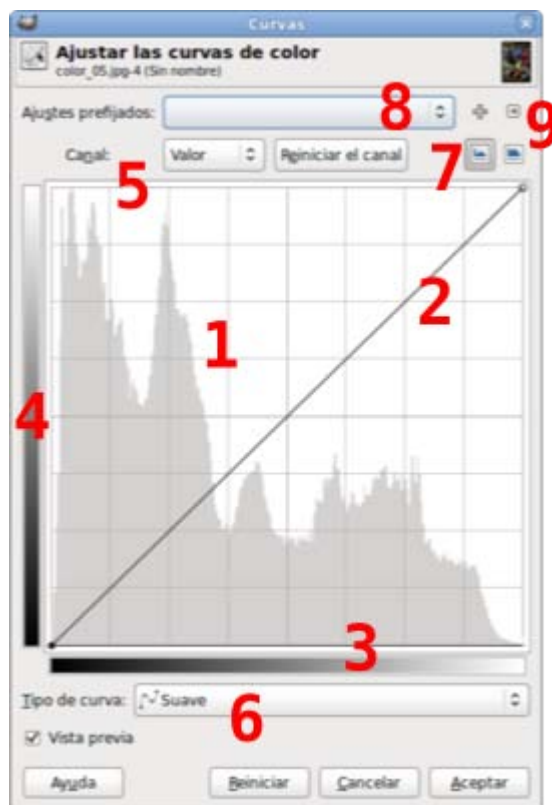 Curvas
Ajustar las curvas de color
color_05.jpg-4 (Sin nombre)
Ajustes prefijados: 8
9
Canal: Valor Reiniciar el canal 7
5
2
1
4
3
Tipo de curva: Suave
6
Vista previa
Ayuda Reiniciar Cancelar Aceptar